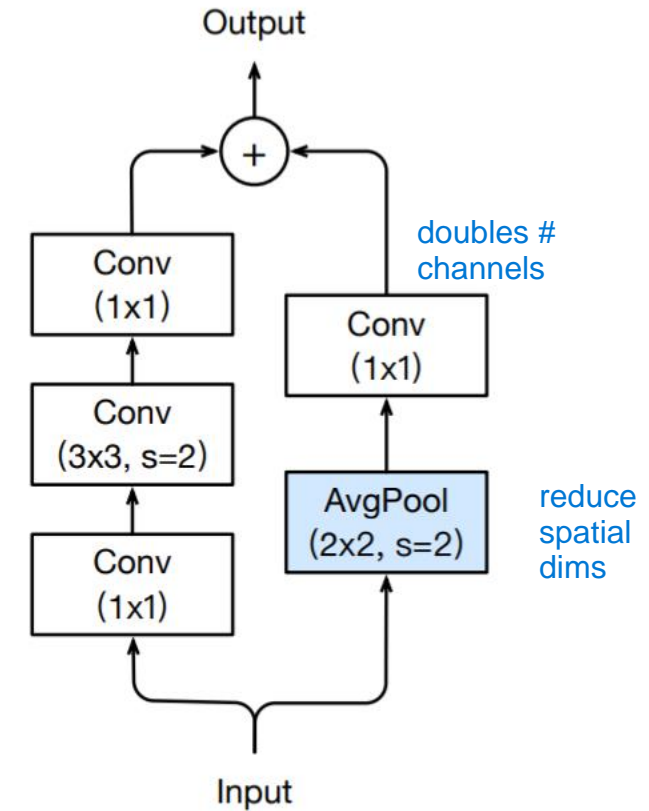 Output
+
doubles #
channels
Conv
(1x1)
Conv
(1x1)
Conv
(3x3, s=2)
AvgPool
(2x2, s=2)
reduce
spatial
dims
Conv
(1x1)
Input